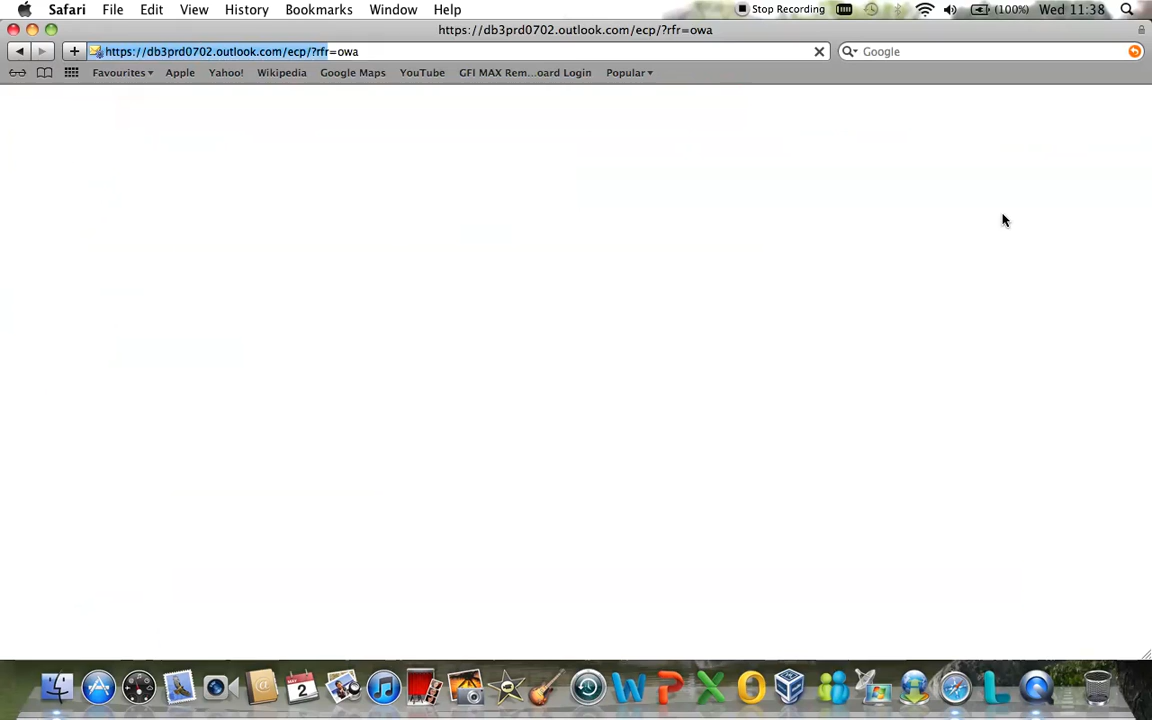 Safari File Edit View History Bookmarks Window Help Stop Recording (100%) Wed 11:38
https://db3prd0702.outlook.com/ecp/?rfr=owa
https://db3prd0702.outlook.com/ecp/?rfr=owa Google
Favourites Apple Yahoo! Wikipedia Google Maps YouTube GFI MAX Rem...oard Login Popular
MAY
2